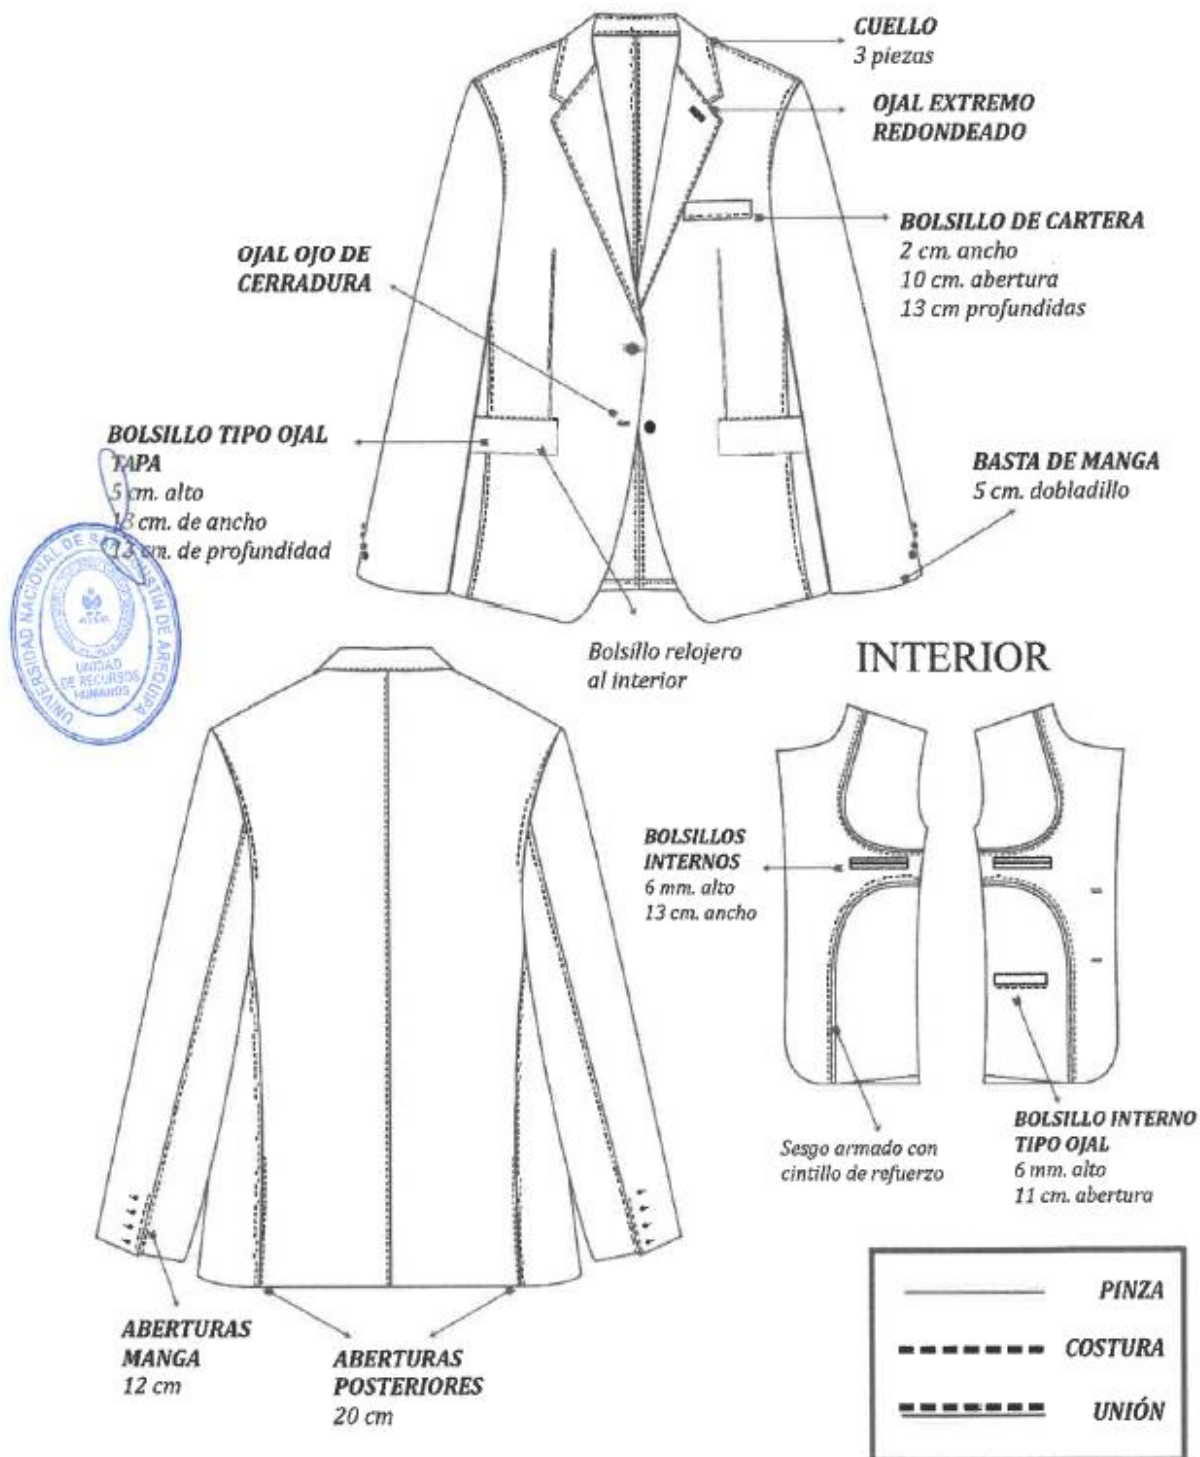 CUELLO
3 piezas
OJAL EXTREMO
REDONDEADO
BOLSILLO DE CARTERA
2 cm. ancho
10 cm. abertura
13 cm profundidas
OJAL OJO DE
CERRADURA
BOLSILLO TIPO OJAL
TAPA
5 cm. alto
13 cm. de ancho
cm. de profundidad
BASTA DE MANGA
5 cm. dobladillo
Bolsillo relojero
al interior
UNIVERSIDAD NACIONAL DE SAN AGUSTÍN DE AREQUIPA
UNIDAD
DE RECURSOS
HUMANOS
INTERIOR
BOLSILLOS
INTERNOS
6 mm. alto
13 cm. ancho
Sesgo armado con
cintillo de refuerzo
BOLSILLO INTERNO
TIPO OJAL
6 mm. alto
11 cm. abertura
ABERTURAS
MANGA
12 cm
ABERTURAS
POSTERIORES
20 cm
PINZA
COSTURA
UNIÓN